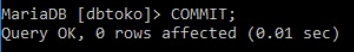 MariaDB [dbtoko]> COMMIT;
Query OK, 0 rows affected (0.01 sec)